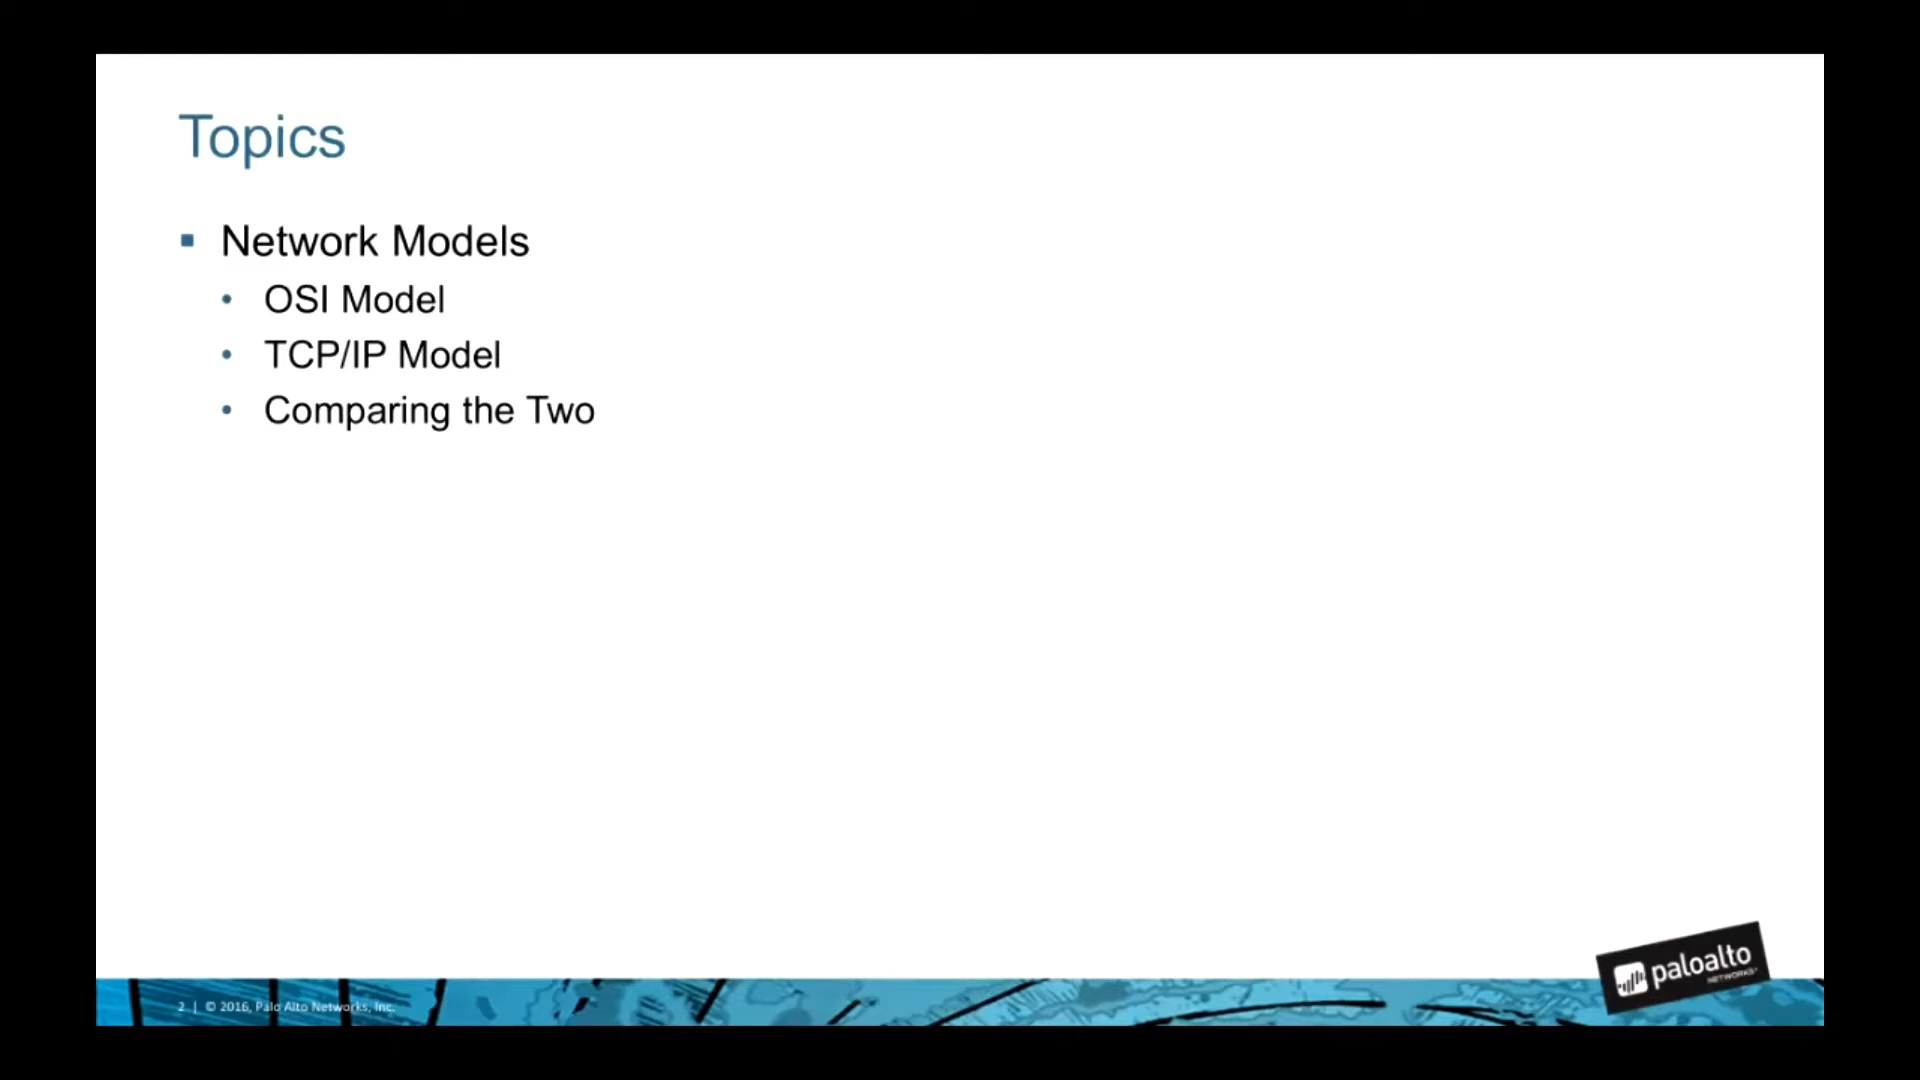 Topics
Network Models
OSI Model
TCP/IP Model
Comparing the Two
2 | © 2016, Palo Alto Networks, Inc.
paloalto
NETWORKS